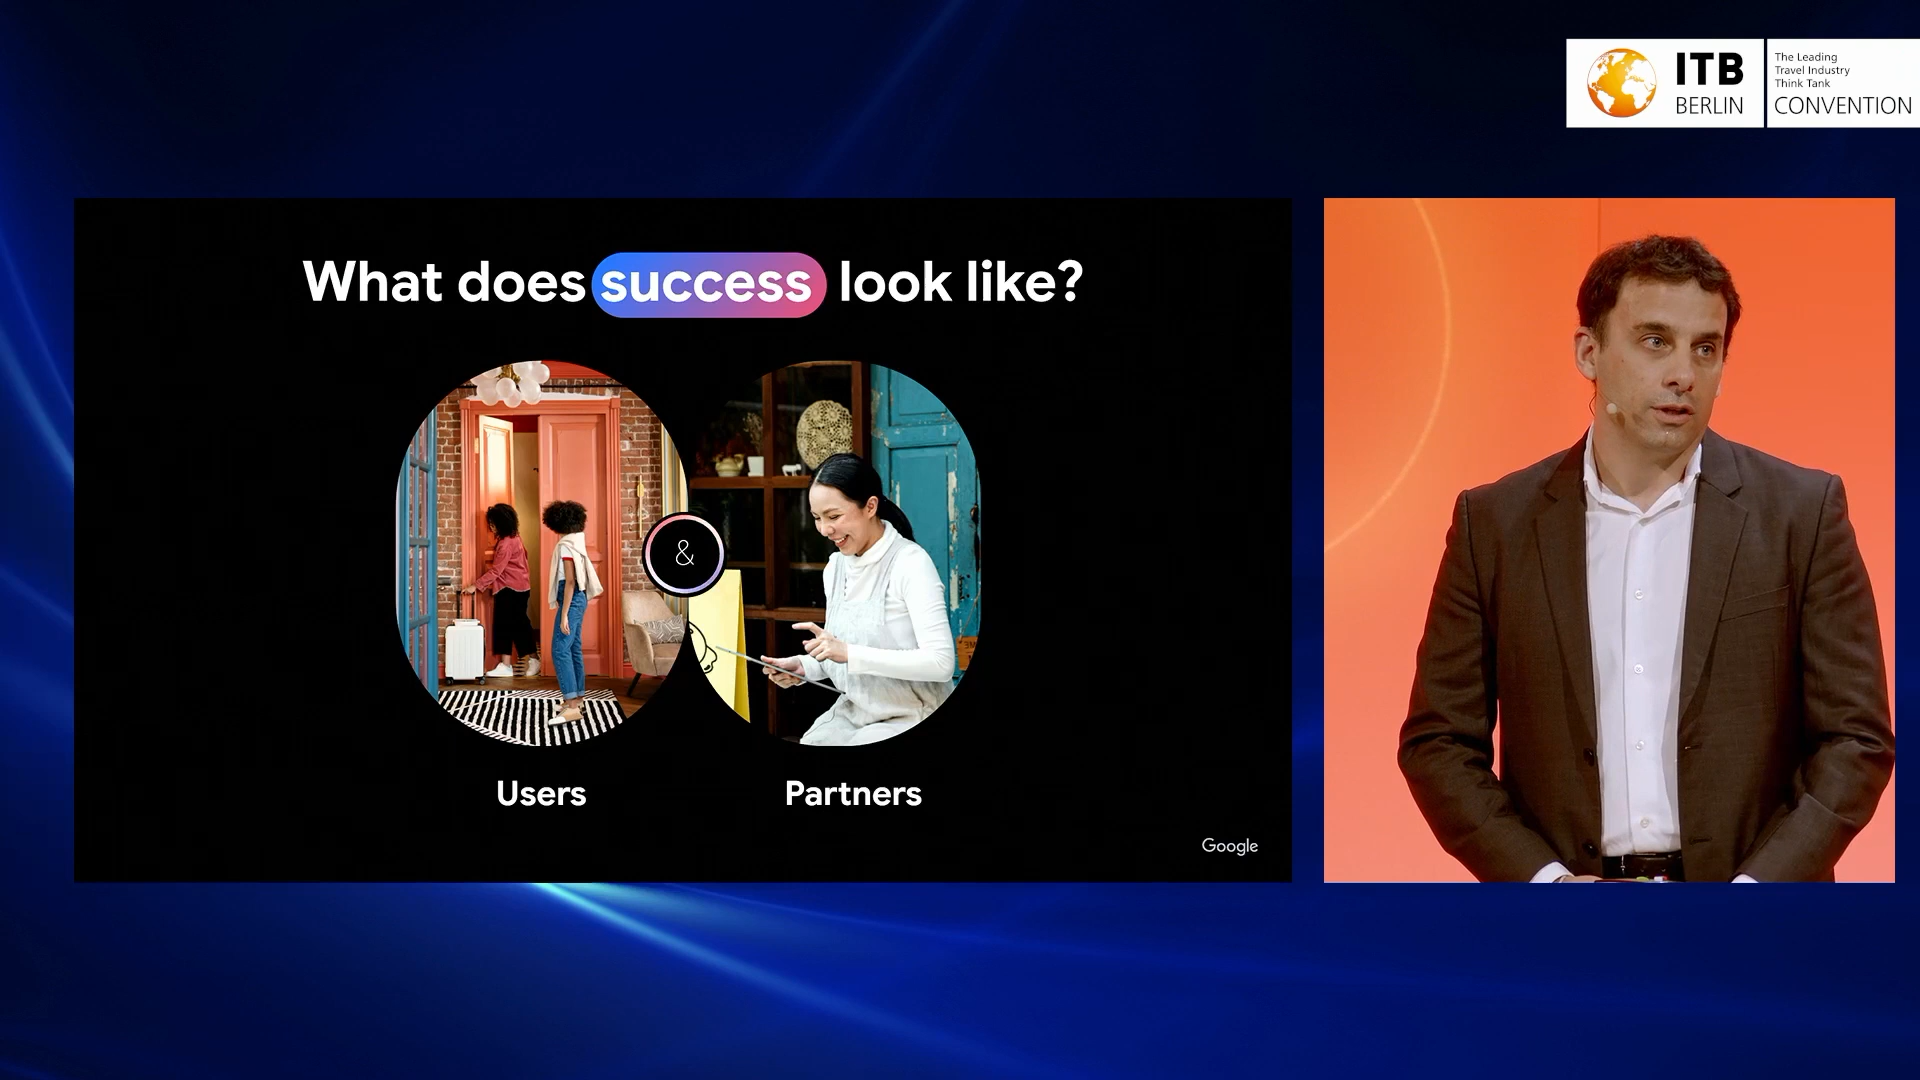 ITB
BERLIN
The Leading
Travel Industry
Think Tank
CONVENTION
What does success look like?
&
Users
Partners
Google